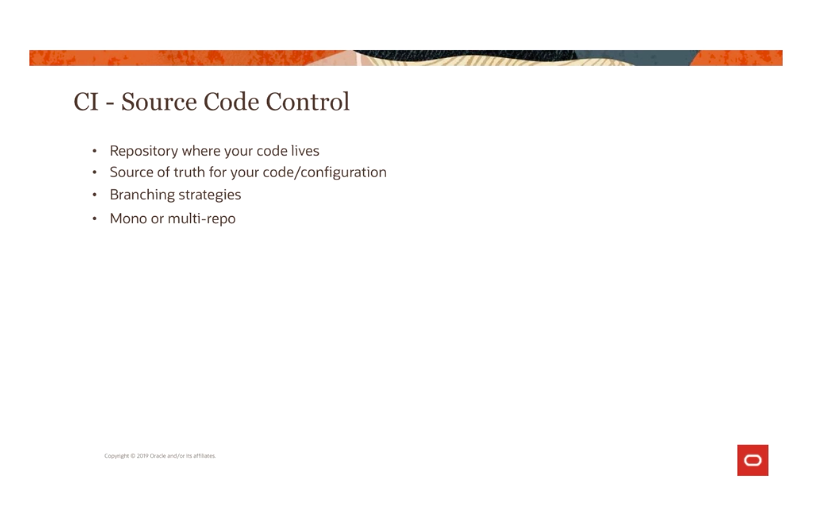 CI - Source Code Control
• Repository where your code lives
• Source of truth for your code/configuration
• Branching strategies
• Mono or multi-repo
Copyright © 2019 Oracle and/or its affiliates.